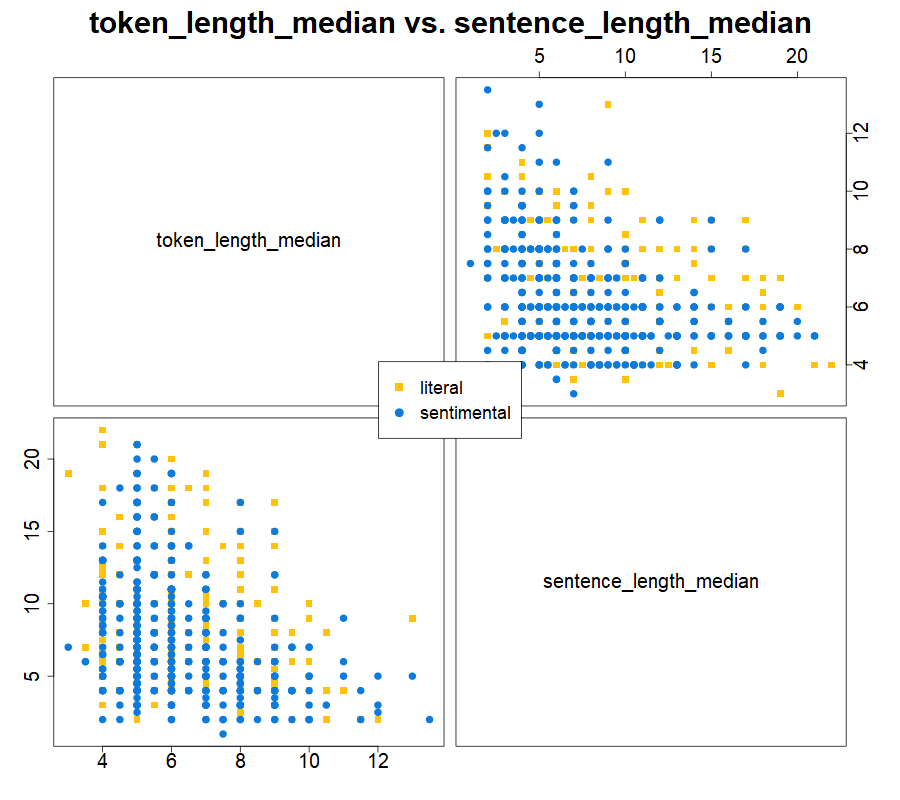 token_length_median vs. sentence_length_median
5 10 15 20
token_length_median
4 6 8 10 12
literal
sentimental
5 10 15 20
sentence_length_median
4 6 8 10 12